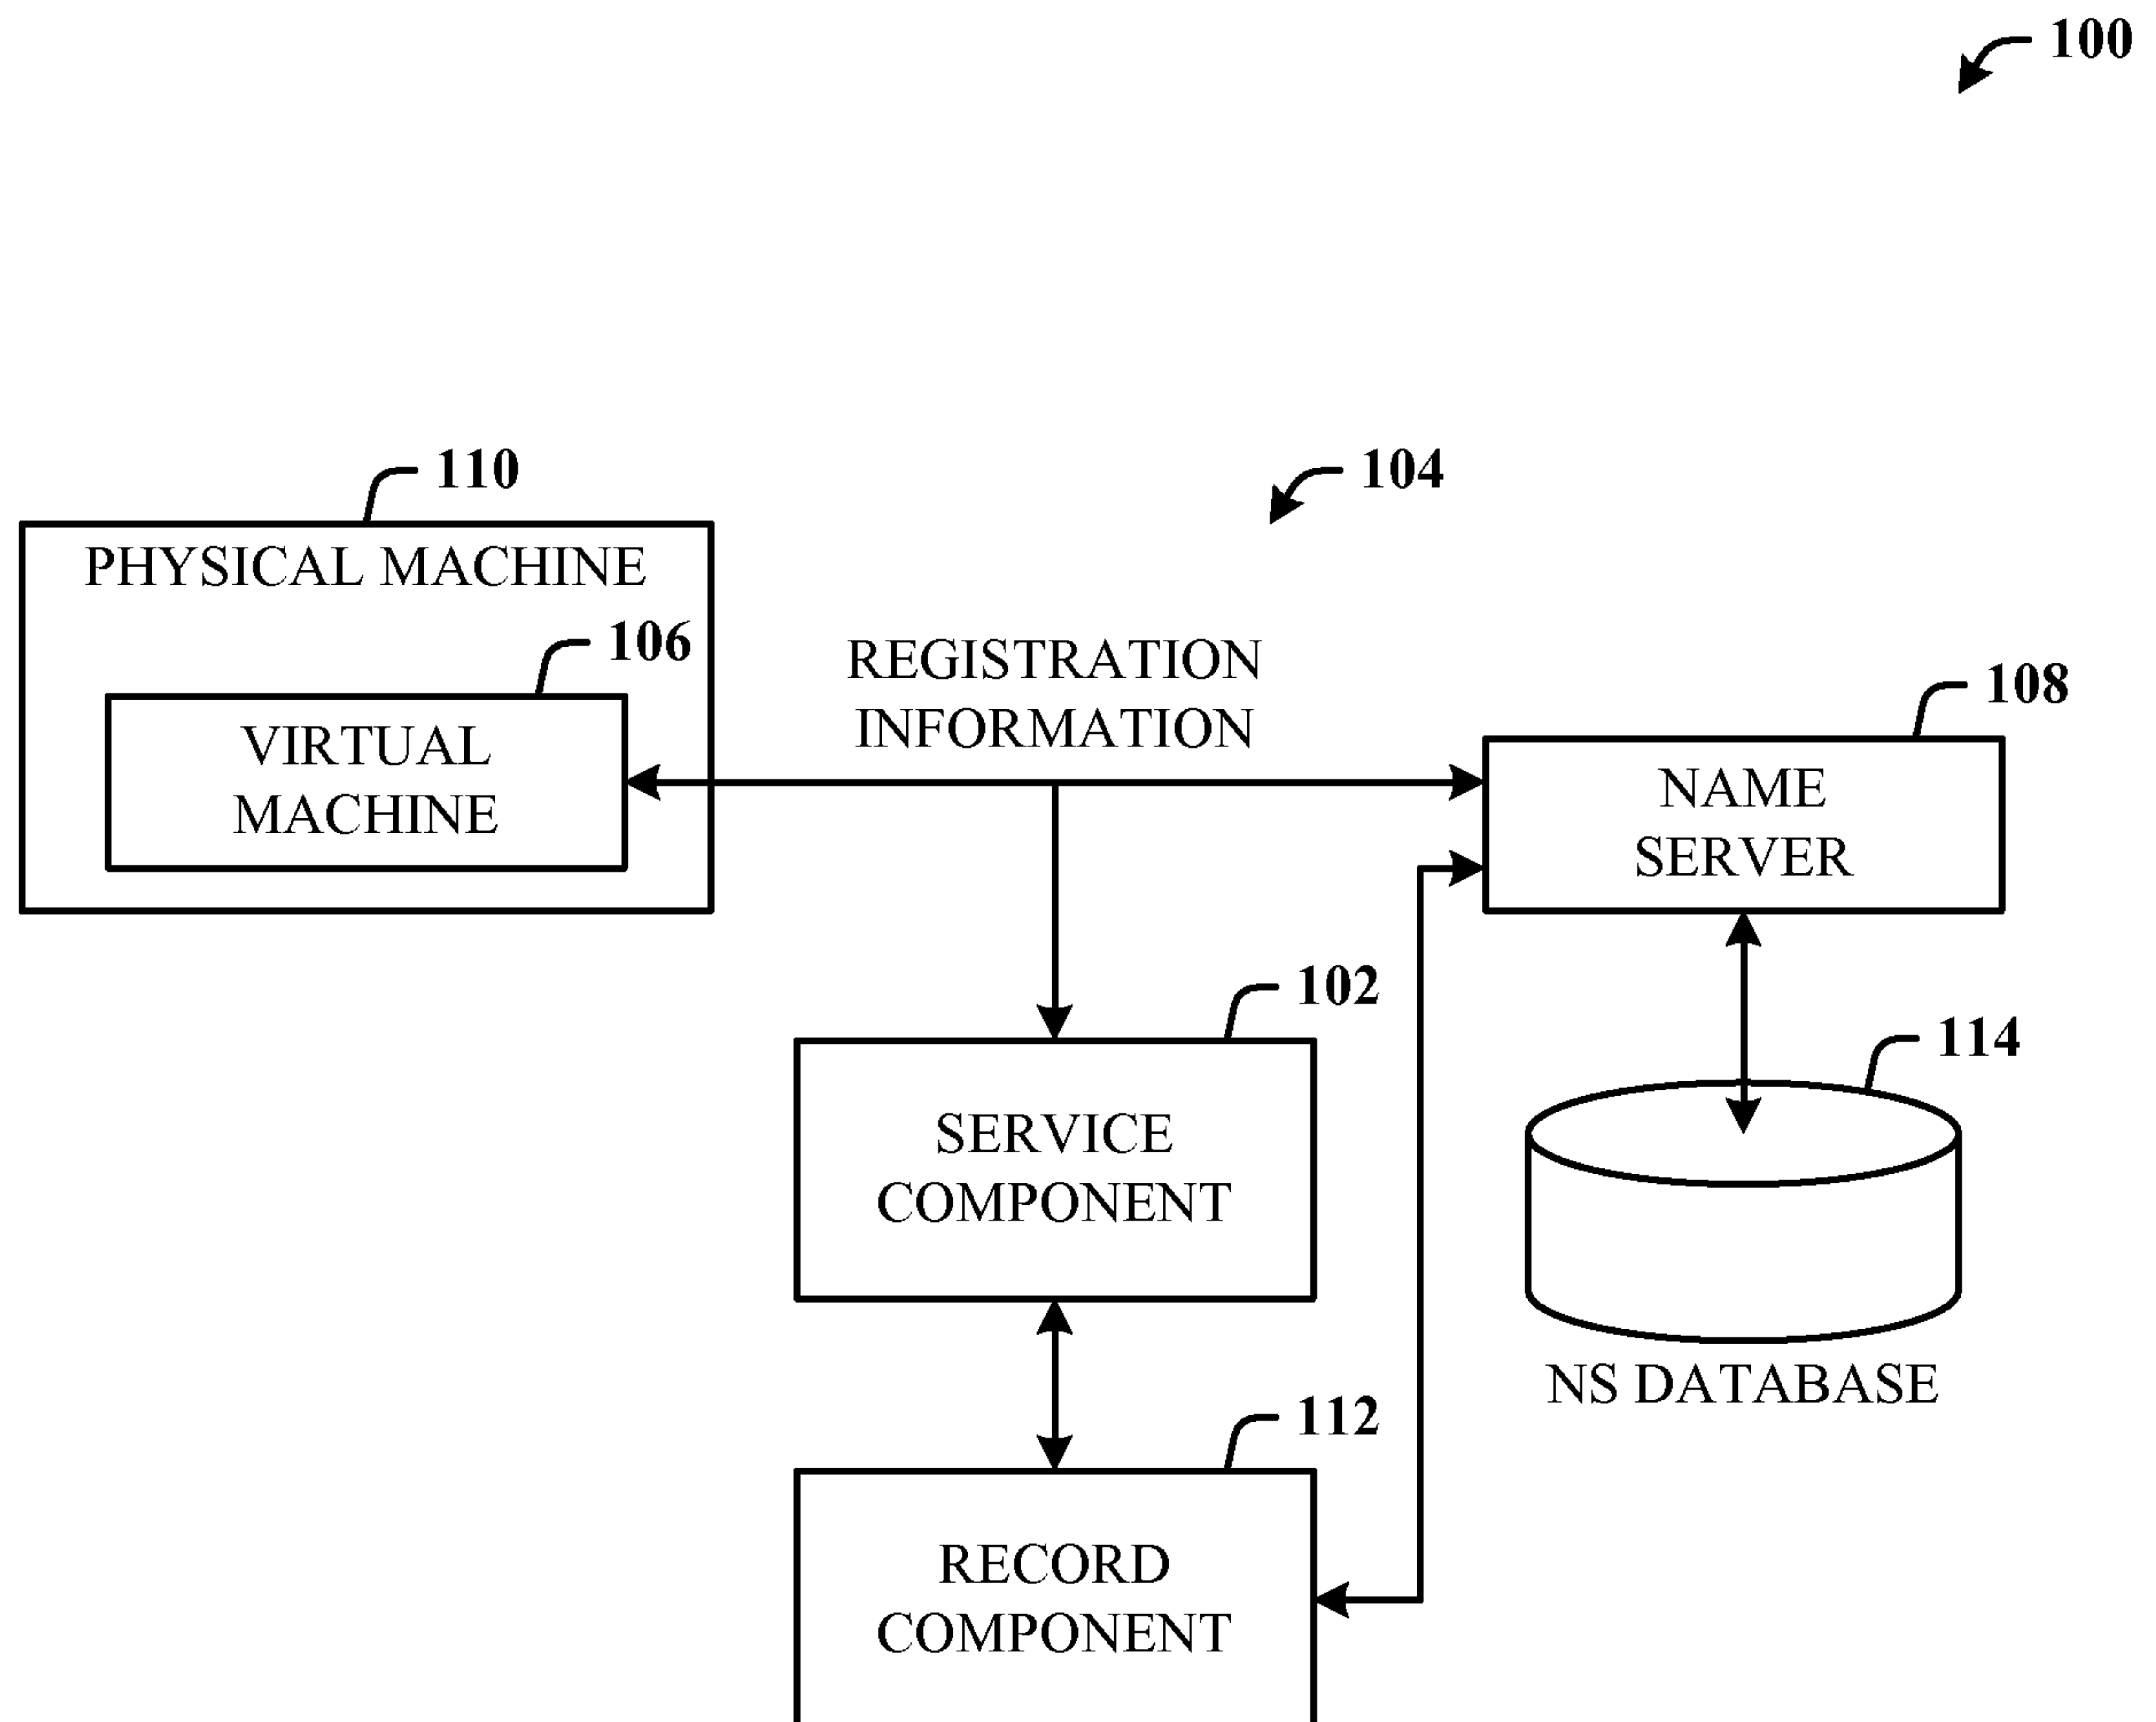 100
110
104
PHYSICAL MACHINE
106
REGISTRATION
INFORMATION
108
VIRTUAL
MACHINE
NAME
SERVER
102
114
SERVICE
COMPONENT
NS DATABASE
112
RECORD
COMPONENT